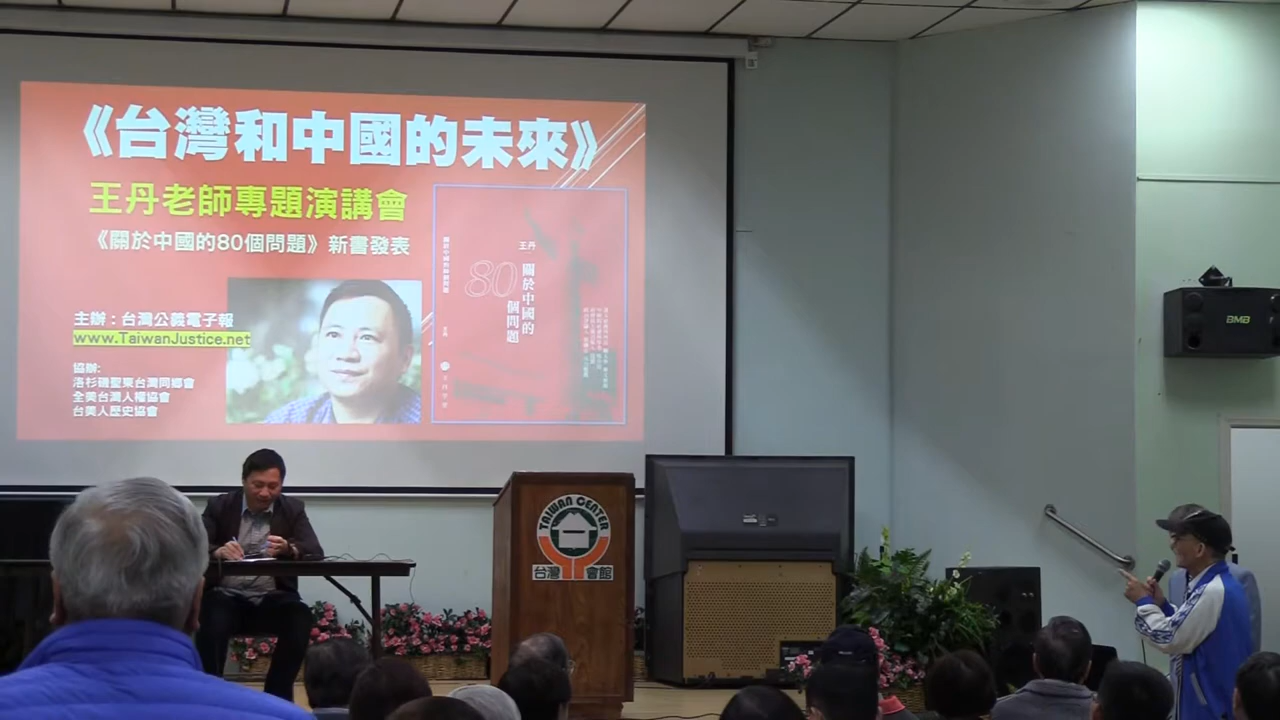 《台灣和中國的未來》
王丹老師專題演講會
《關於中國的80個問題》新書發表
主辦：台灣公義電子報
www.TaiwanJustice.net
協辦:
洛杉磯聖東台灣同鄉會
全美台灣人權協會
台美人歷史協會
王丹
關於中國的
80
個問題
TAIWAN CENTER
台灣會館
BMB